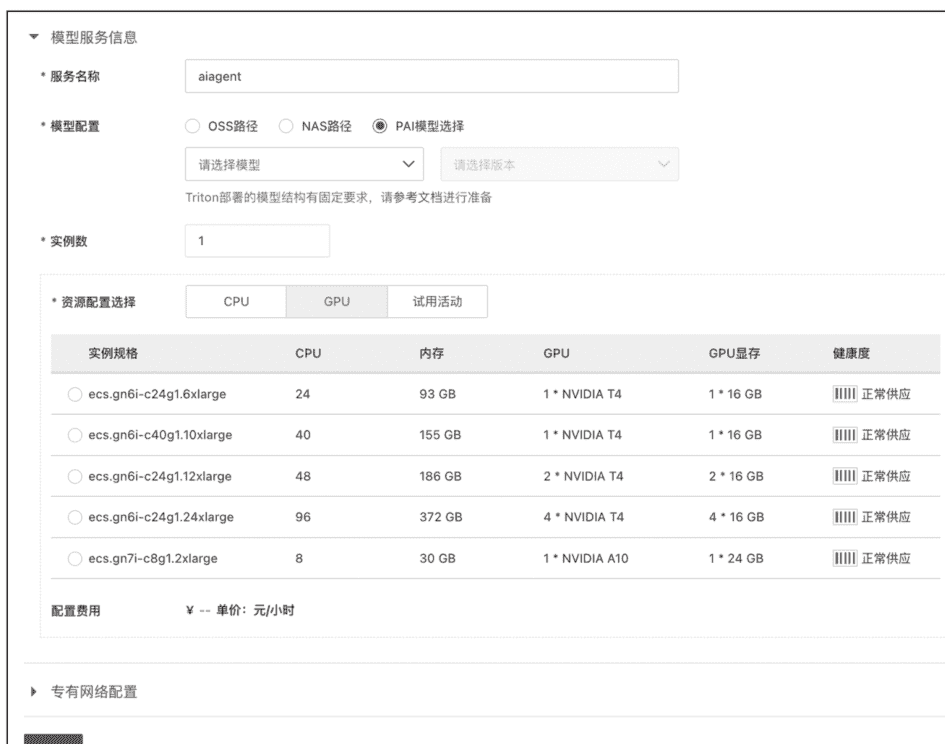 模型服务信息
* 服务名称 aiagent
* 模型配置 OSS路径 NAS路径 PAI模型选择
请选择模型 请选择版本
Triton部署的模型结构有固定要求，请参考文档进行准备
* 实例数 1
* 资源配置选择 CPU GPU 试用活动
实例规格 CPU 内存 GPU GPU显存 健康度
ecs.gn6i-c24g1.6xlarge 24 93 GB 1 * NVIDIA T4 1 * 16 GB 正常供应
ecs.gn6i-c40g1.10xlarge 40 155 GB 1 * NVIDIA T4 1 * 16 GB 正常供应
ecs.gn6i-c24g1.12xlarge 48 186 GB 2 * NVIDIA T4 2 * 16 GB 正常供应
ecs.gn6i-c24g1.24xlarge 96 372 GB 4 * NVIDIA T4 4 * 16 GB 正常供应
ecs.gn7i-c8g1.2xlarge 8 30 GB 1 * NVIDIA A10 1 * 24 GB 正常供应
配置费用 ¥ -- 单价：元/小时
专有网络配置